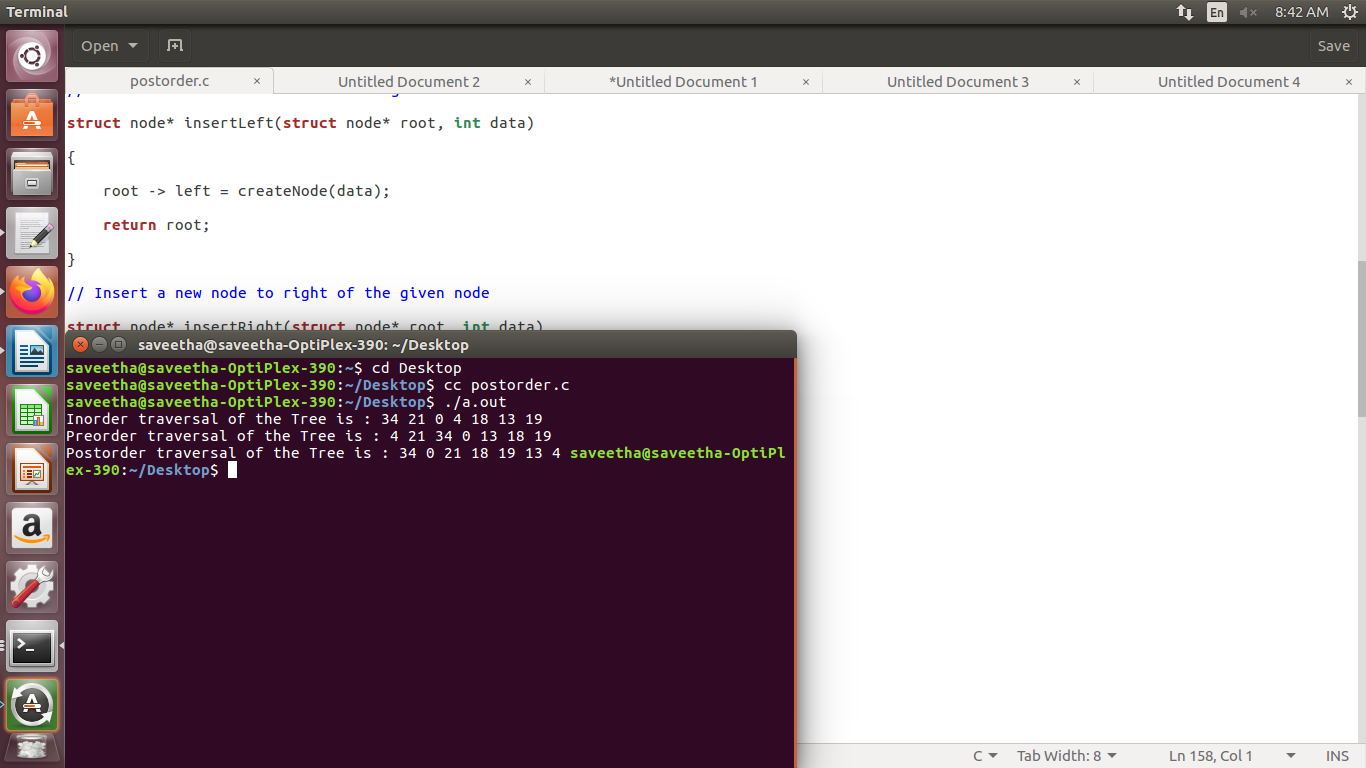 Terminal
En
8:42 AM
Open
Save
postorder.c × Untitled Document 2 × *Untitled Document 1 × Untitled Document 3 × Untitled Document 4 ×
struct node* insertLeft(struct node* root, int data)
{
root -> left = createNode(data);
return root;
}
// Insert a new node to right of the given node
struct node* insertRight(struct node* root, int data)
saveetha@saveetha-OptiPlex-390: ~/Desktop
saveetha@saveetha-OptiPlex-390:~$ cd Desktop
saveetha@saveetha-OptiPlex-390:~/Desktop$ cc postorder.c
saveetha@saveetha-OptiPlex-390:~/Desktop$ ./a.out
Inorder traversal of the Tree is : 34 21 0 4 18 13 19
Preorder traversal of the Tree is : 4 21 34 0 13 18 19
Postorder traversal of the Tree is : 34 0 21 18 19 13 4 saveetha@saveetha-OptiPl
ex-390:~/Desktop$
C Tab Width: 8 Ln 158, Col 1 INS